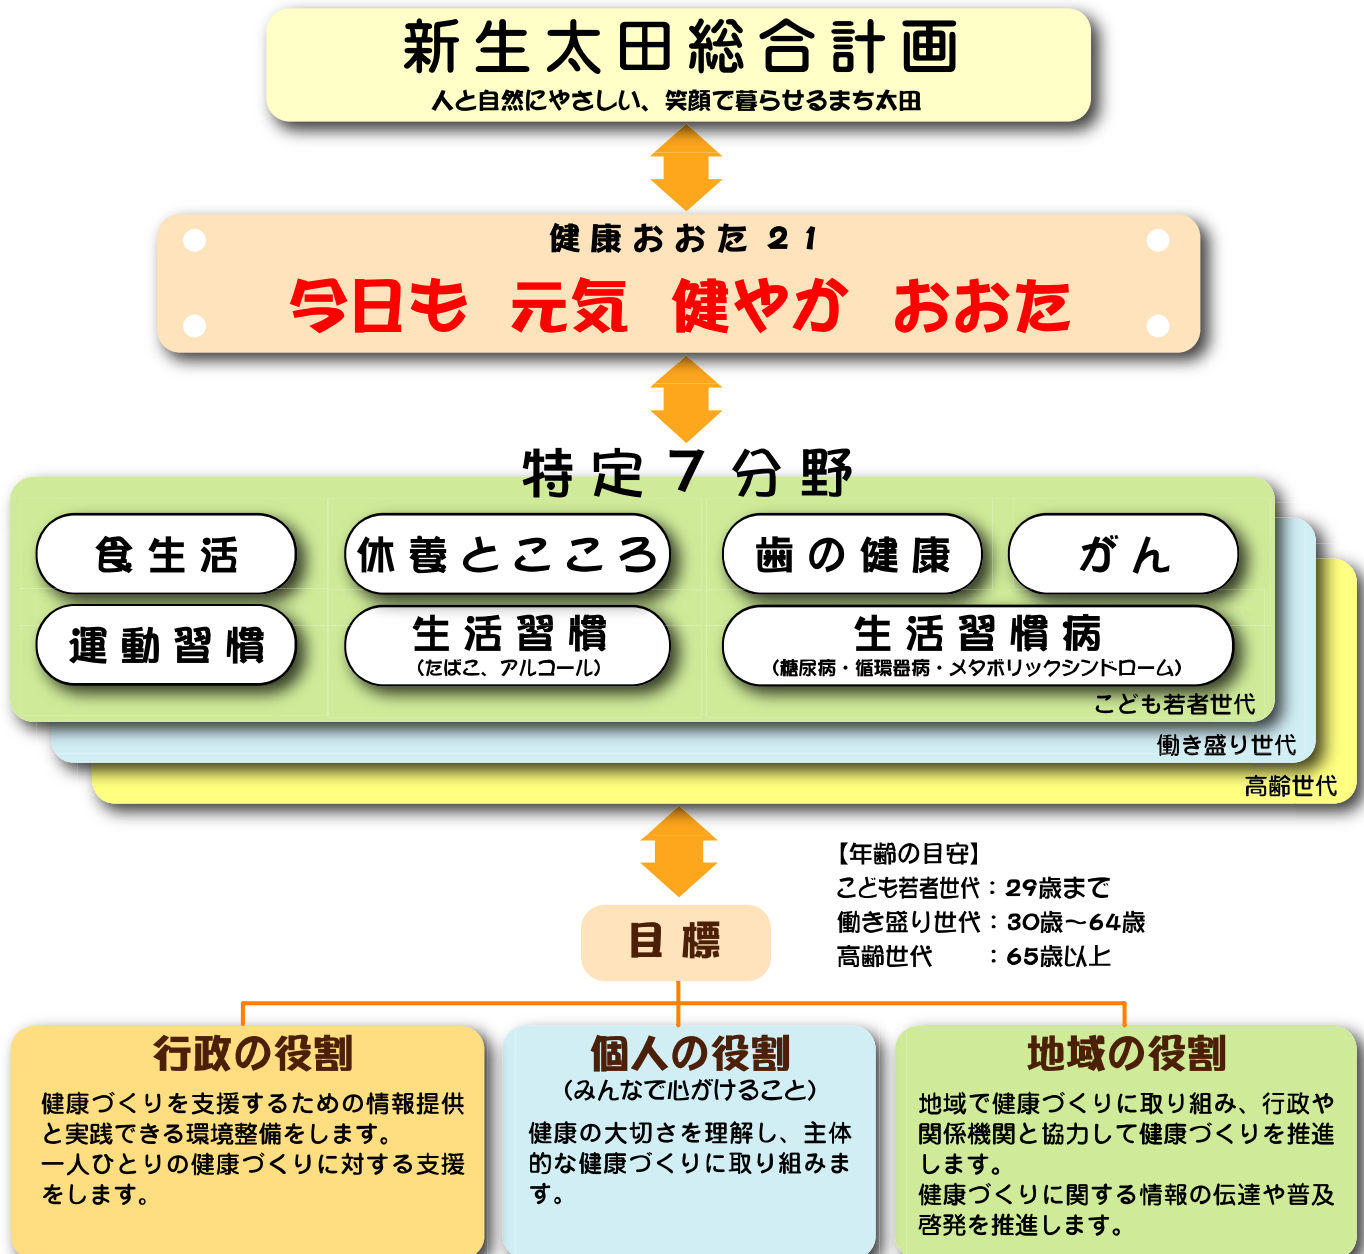 新生太田総合計画
人と自然にやさしい、笑顔で暮らせるまち太田
健康おおた２１
今日も 元気 健やか おおた
特定７分野
食生活 休養とこころ 歯の健康 がん
運動習慣 生活習慣 生活習慣病
(たばこ、アルコール) (糖尿病・循環器病・メタボリックシンドローム)
こども若者世代
働き盛り世代
高齢世代
【年齢の目安】
こども若者世代：29歳まで
働き盛り世代：30歳～64歳
高齢世代　　：65歳以上
目標
行政の役割
健康づくりを支援するための情報提供
と実践できる環境整備をします。
一人ひとりの健康づくりに対する支援
をします。
個人の役割
(みんなで心がけること)
健康の大切さを理解し、主体
的な健康づくりに取り組みま
す。
地域の役割
地域で健康づくりに取り組み、行政や
関係機関と協力して健康づくりを推進
します。
健康づくりに関する情報の伝達や普及
啓発を推進します。